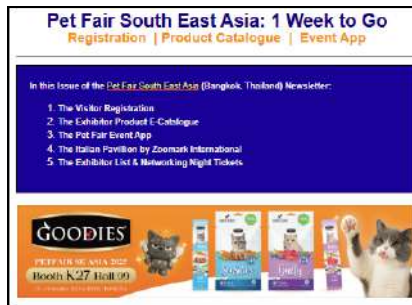 Pet Fair South East Asia: 1 Week to Go
Registration | Product Catalogue | Event App
In this Issue of the Pet Fair South East Asia (Bangkok, Thailand) Newsletter:
1. The Visitor Registration
2. The Exhibitor Product E-Catalogue
3. The Pet Fair Event App
4. The Italian Pavilion by Zoomark International
5. The Exhibitor List & Networking Night Tickets
GOODIES
PETFAIR SE ASIA 2025
Booth K27 Hall 99